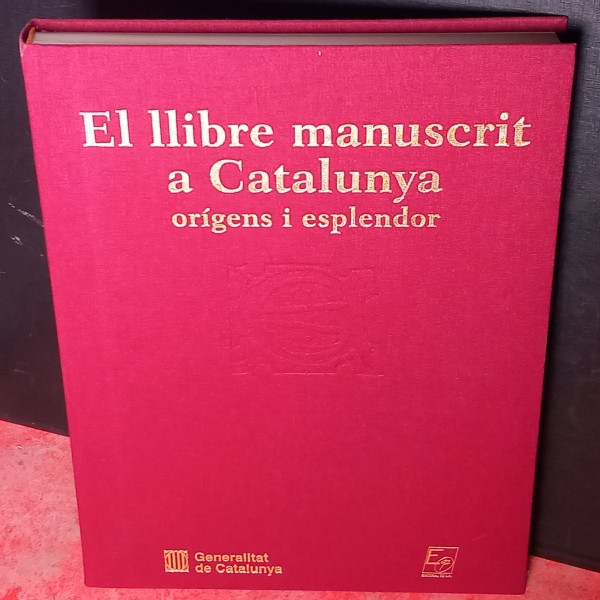 El llibre manuscrit
a Catalunya
orígens i esplendor
Generalitat
de Catalunya